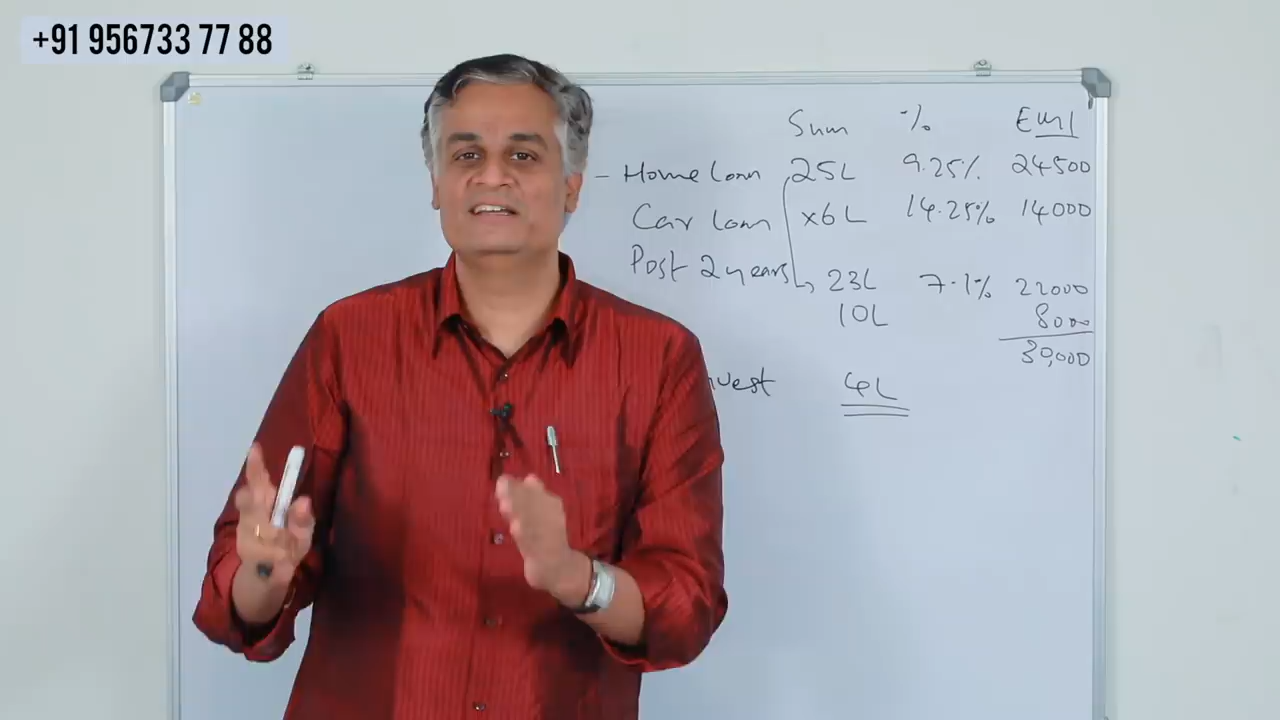 +91 956733 77 88
Sum % EMI
- Home Loan 25L 9.25% 24500
Car loan x6L 14.25% 14000
Post 2 years 23L 7.1% 22000
10L 8000
30,000
nvest 4L